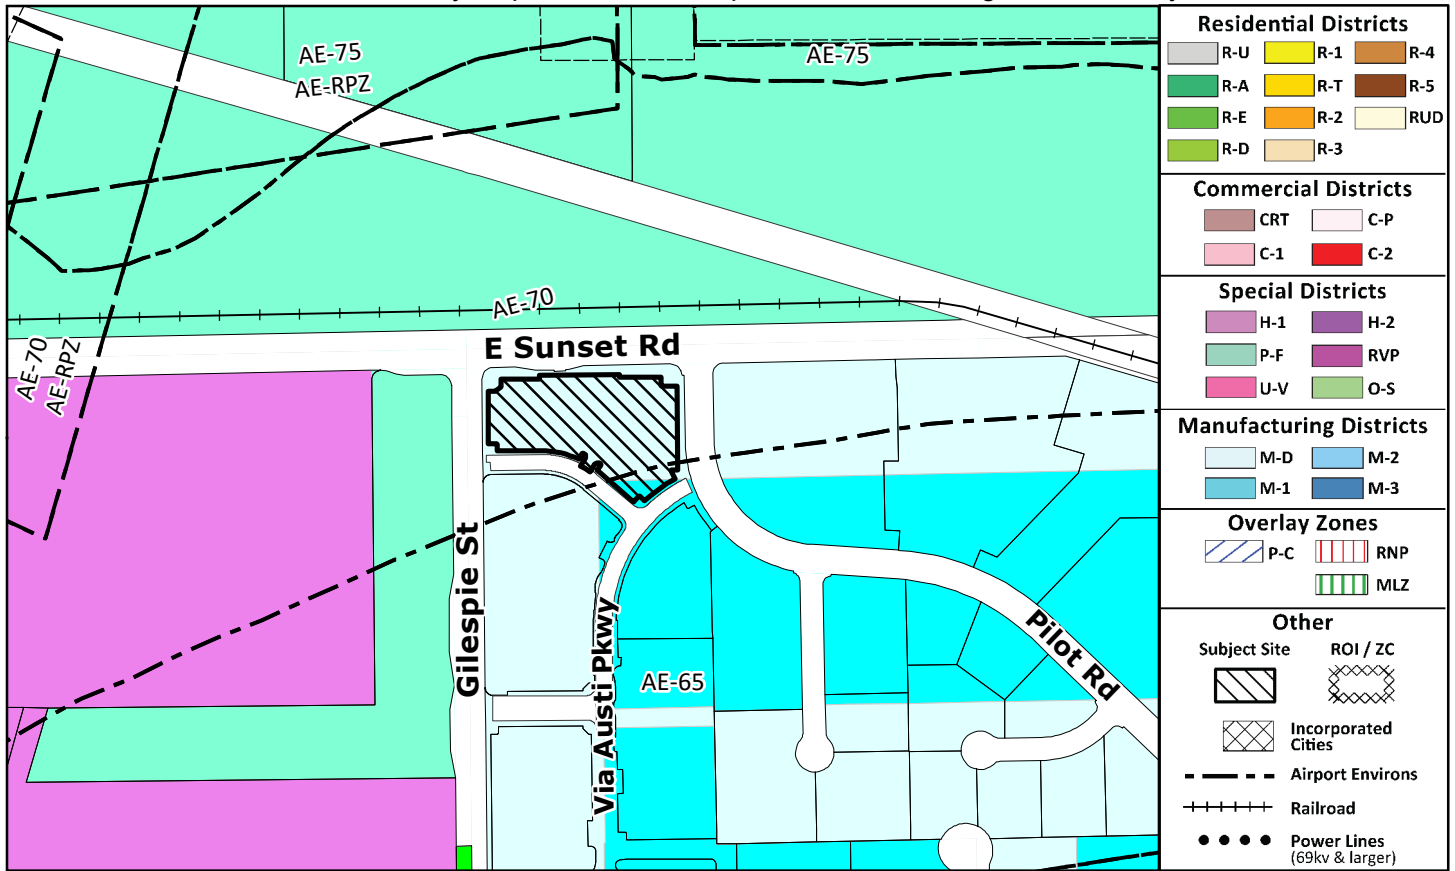 AE-75
AE-RPZ
AE-75
AE-70
E Sunset Rd
AE-70
AE-RPZ
Gilespie St
Via Austi Pkwy
Pilot Rd
AE-65
Residential Districts
R-U
R-1
R-4
R-A
R-T
R-5
R-E
R-2
RUD
R-D
R-3
Commercial Districts
CRT
C-P
C-1
C-2
Special Districts
H-1
H-2
P-F
RVP
U-V
O-S
Manufacturing Districts
M-D
M-2
M-1
M-3
Overlay Zones
P-C
RNP
MLZ
Other
Subject Site
ROI / ZC
Incorporated
Cities
Airport Environs
Railroad
Power Lines
(69kv & larger)